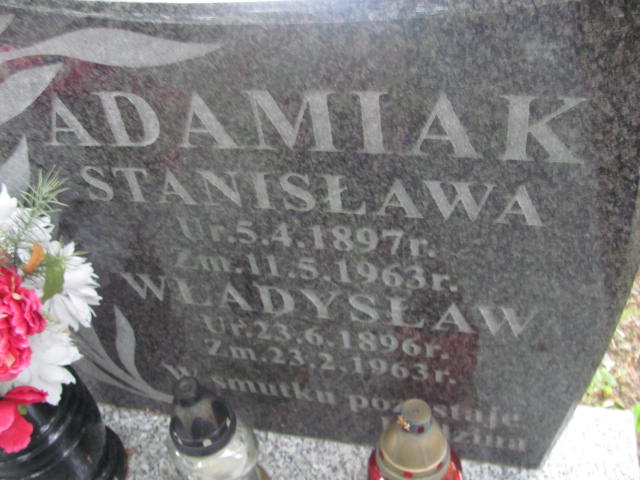 ADAMIAK
STANISŁAWA
Ur.5.4.1897r.
Zm.11.5.1963r.
WŁADYSŁAW
Ur.23.6.1896r.
Zm.23.2.1963r.
W smutku pozostaje